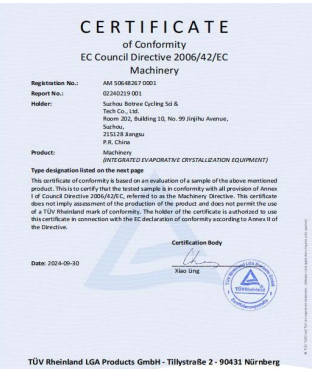 CERTIFICATE
of Conformity
EC Council Directive 2006/42/EC
Machinery
Registration No.: AM 50648267 0001
Report No.: 02240219 001
Holder: Suzhou Botree Cycling Sci &
Tech Co., Ltd.
Room 202, Building 10, No. 99 Jinjihu Avenue,
Suzhou,
215128 Jiangsu
P.R. China
Product: Machinery
(INTEGRATED EVAPORATIVE CRYSTALLIZATION EQUIPMENT)
Type designation listed on the next page
This certificate of conformity is based on an evaluation of a sample of the above mentioned
product. This is to certify that the tested sample is in conformity with all provision of Annex
I of Council Directive 2006/42/EC, referred to as the Machinery Directive. This certificate
does not imply assessment of the production of the product and does not permit the use
of a TÜV Rheinland mark of conformity. The holder of the certificate is authorized to use
this certificate in connection with the EC declaration of conformity according to Annex II of
the Directive.
Certification Body
Date: 2024-09-30
Xiao Ling
TÜV Rheinland LGA Products GmbH
TÜVRheinland
TÜV Rheinland LGA Products GmbH - Tillystraße 2 - 90431 Nürnberg